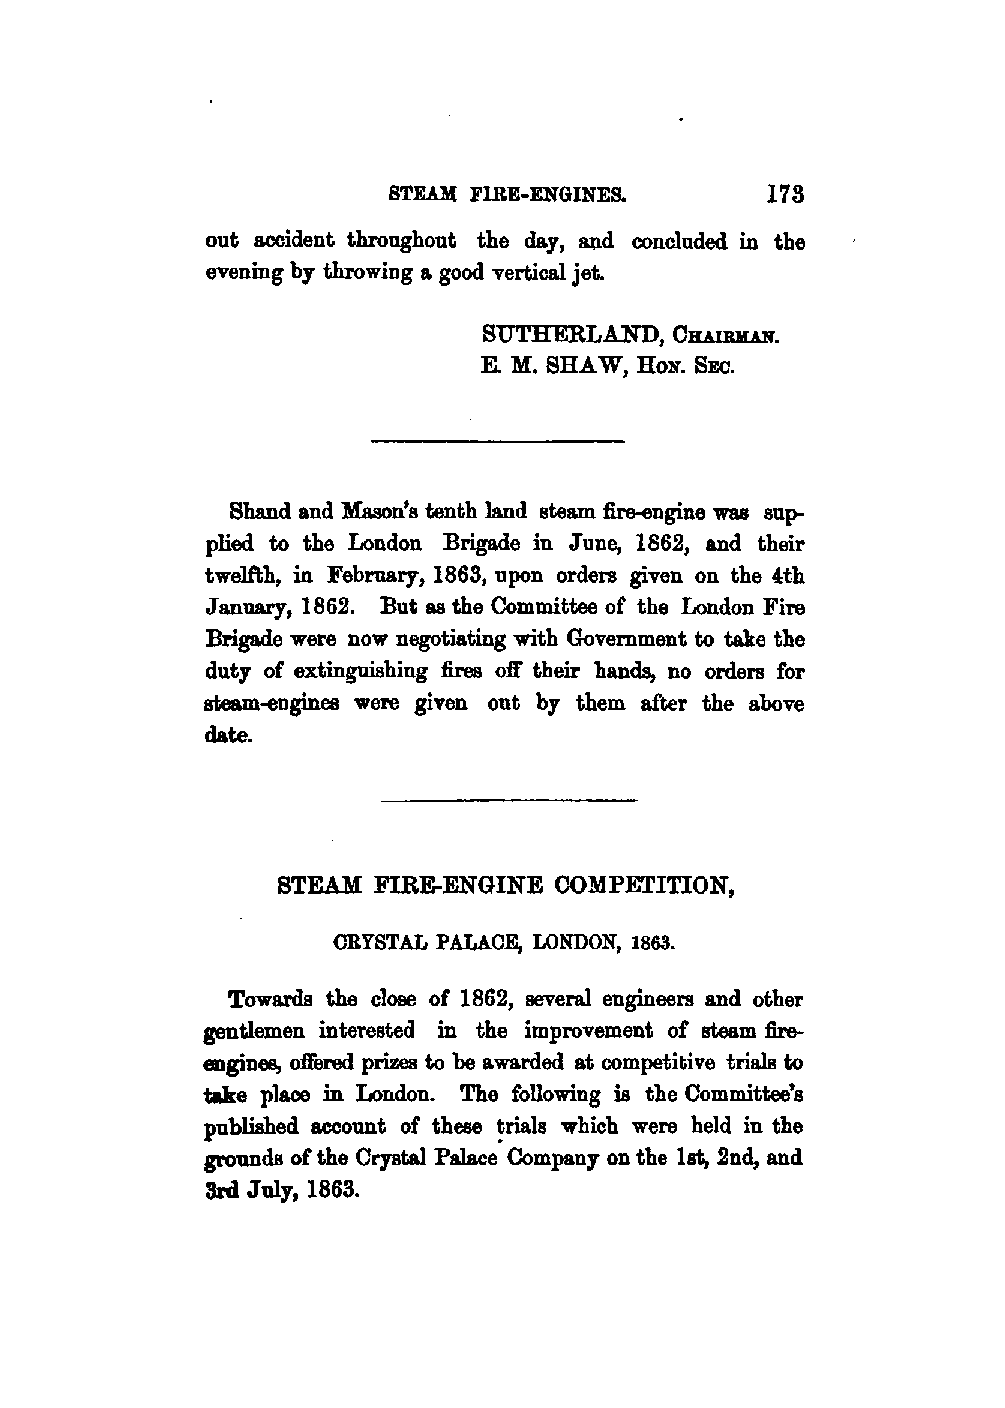 STEAM FIRE-ENGINES. 173
out accident throughout the day, and concluded in the
evening by throwing a good vertical jet.
SUTHERLAND, CHAIRMAN.
E. M. SHAW, HON. SEC.
Shand and Mason's tenth land steam fire-engine was sup-
plied to the London Brigade in June, 1862, and their
twelfth, in February, 1863, upon orders given on the 4th
January, 1862. But as the Committee of the London Fire
Brigade were now negotiating with Government to take the
duty of extinguishing fires off their hands, no orders for
steam-engines were given out by them after the above
date.
STEAM FIRE-ENGINE COMPETITION,
CRYSTAL PALACE, LONDON, 1863.
Towards the close of 1862, several engineers and other
gentlemen interested in the improvement of steam fire-
engines, offered prizes to be awarded at competitive trials to
take place in London. The following is the Committee's
published account of these trials which were held in the
grounds of the Crystal Palace Company on the 1st, 2nd, and
3rd July, 1863.